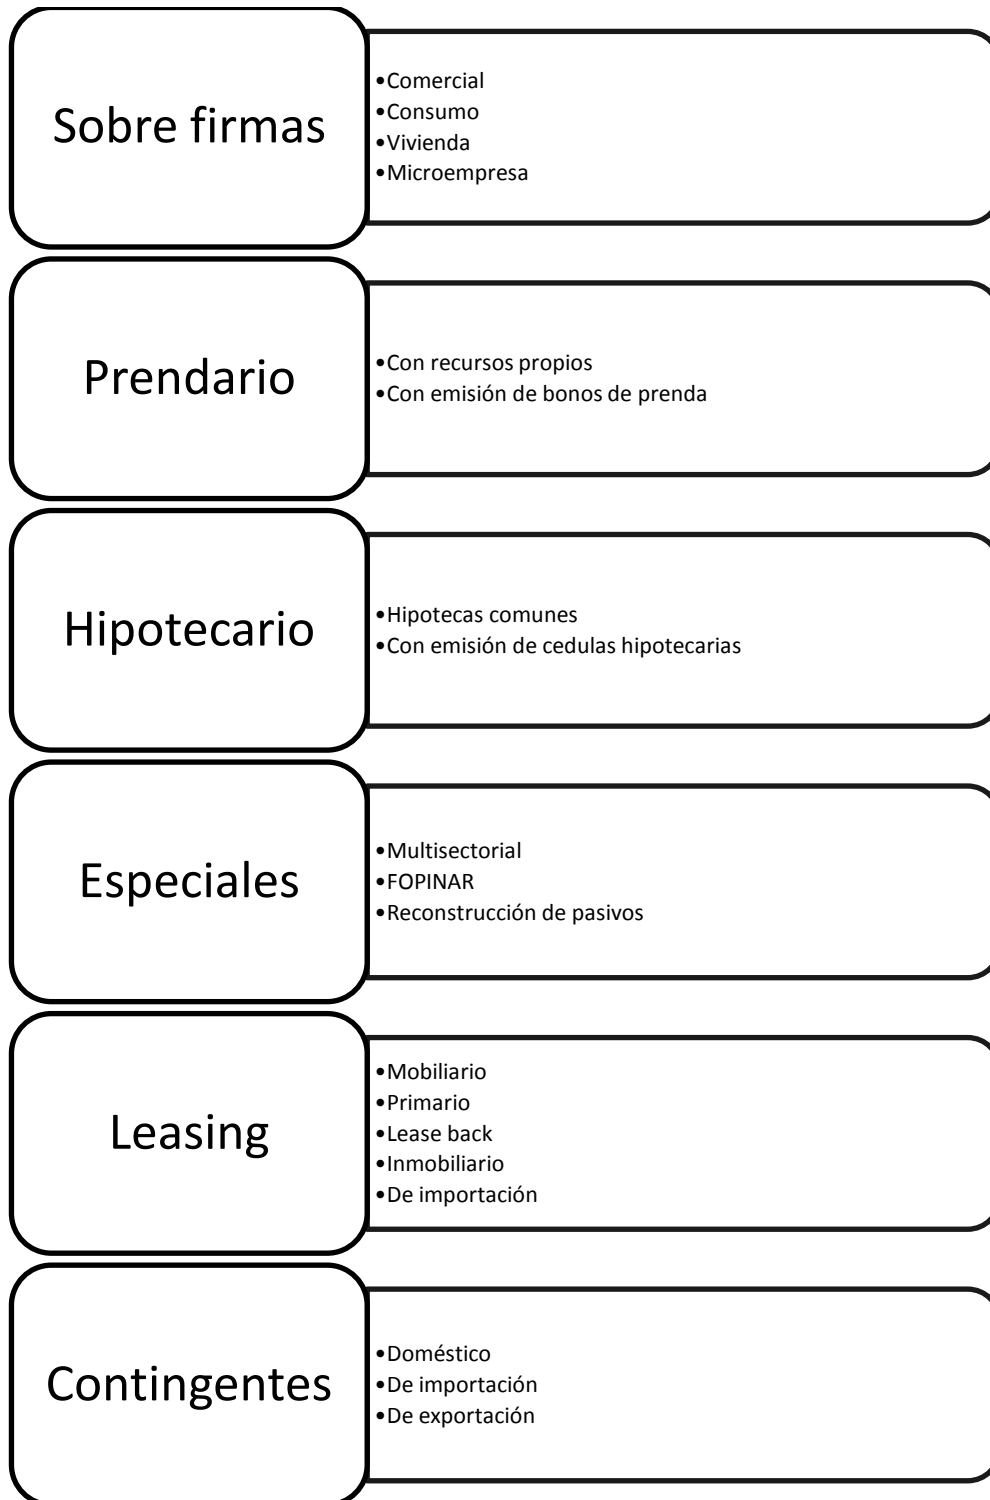 Sobre firmas
•Comercial
•Consumo
•Vivienda
•Microempresa
Prendario
•Con recursos propios
•Con emisión de bonos de prenda
Hipotecario
•Hipotecas comunes
•Con emisión de cedulas hipotecarias
Especiales
•Multisectorial
•FOPINAR
•Reconstrucción de pasivos
Leasing
•Mobiliario
•Primario
•Lease back
•Inmobiliario
•De importación
Contingentes
•Doméstico
•De importación
•De exportación